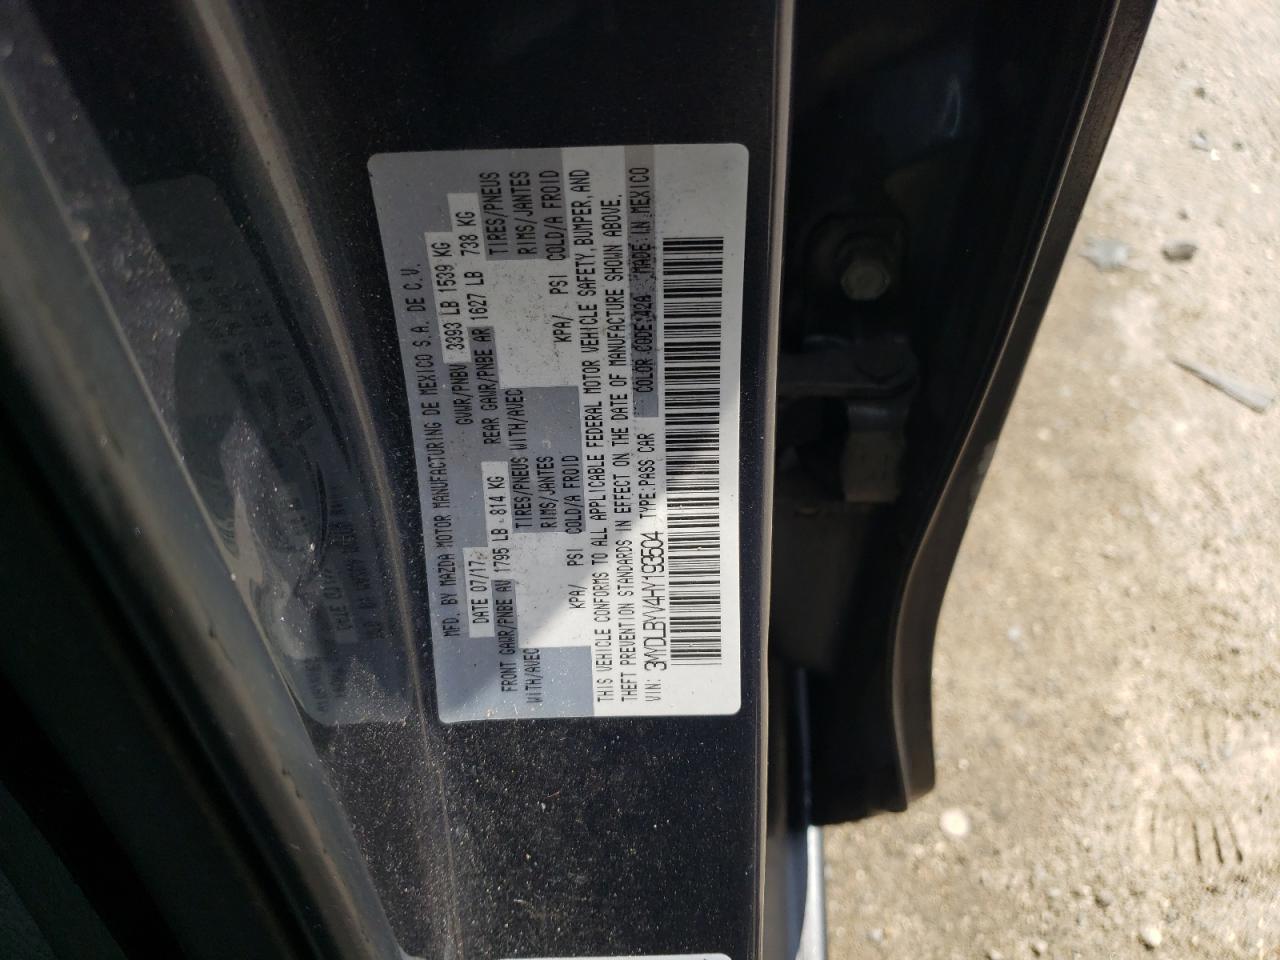 MFD. BY MAZDA MOTOR MANUFACTURING DE MEXICO S.A. DE C.V.
DATE 07/17 GVWR/PNBV 3393 LB 1539 KG
FRONT GAWR/PNBE AV 1795 LB 814 KG REAR GAWR/PNBE AR 1627 LB 738 KG
WITH/AVEC TIRES/PNEUS WITH/AVEC TIRES/PNEUS
RIMS/JANTES RIMS/JANTES
KPA/ PSI COLD/A FROID KPA/ PSI COLD/A FROID
THIS VEHICLE CONFORMS TO ALL APPLICABLE FEDERAL MOTOR VEHICLE SAFETY, BUMPER, AND
THEFT PREVENTION STANDARDS IN EFFECT ON THE DATE OF MANUFACTURE SHOWN ABOVE.
VIN: 3MYDLBYV4HY193504 TYPE:PASS CAR COLOR CODE:42A MADE IN MEXICO